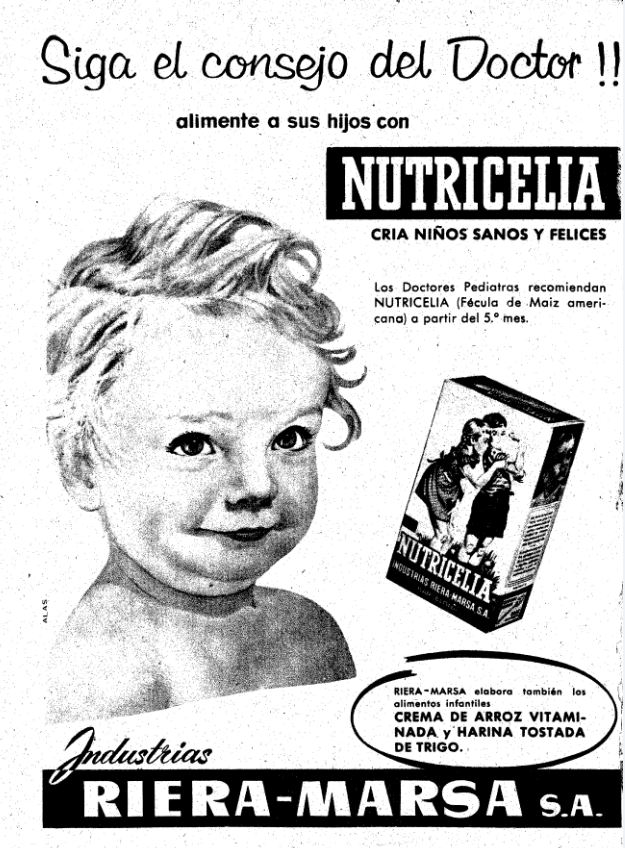 Siga el consejo del Doctor !!
alimente a sus hijos con
NUTRICELIA
CRIA NIÑOS SANOS Y FELICES
Los Doctores Pediatras recomiendan
NUTRICELIA (Fécula de Maiz ameri-
cana) a partir del 5.º mes.
NUTRICELIA
INDUSTRIAS RIERA-MARSA S.A.
ALAS
RIERA-MARSA elabora también los
alimentos infantiles
CREMA DE ARROZ VITAMI-
NADA y HARINA TOSTADA
DE TRIGO.
Industrias
RIERA-MARSA S.A.